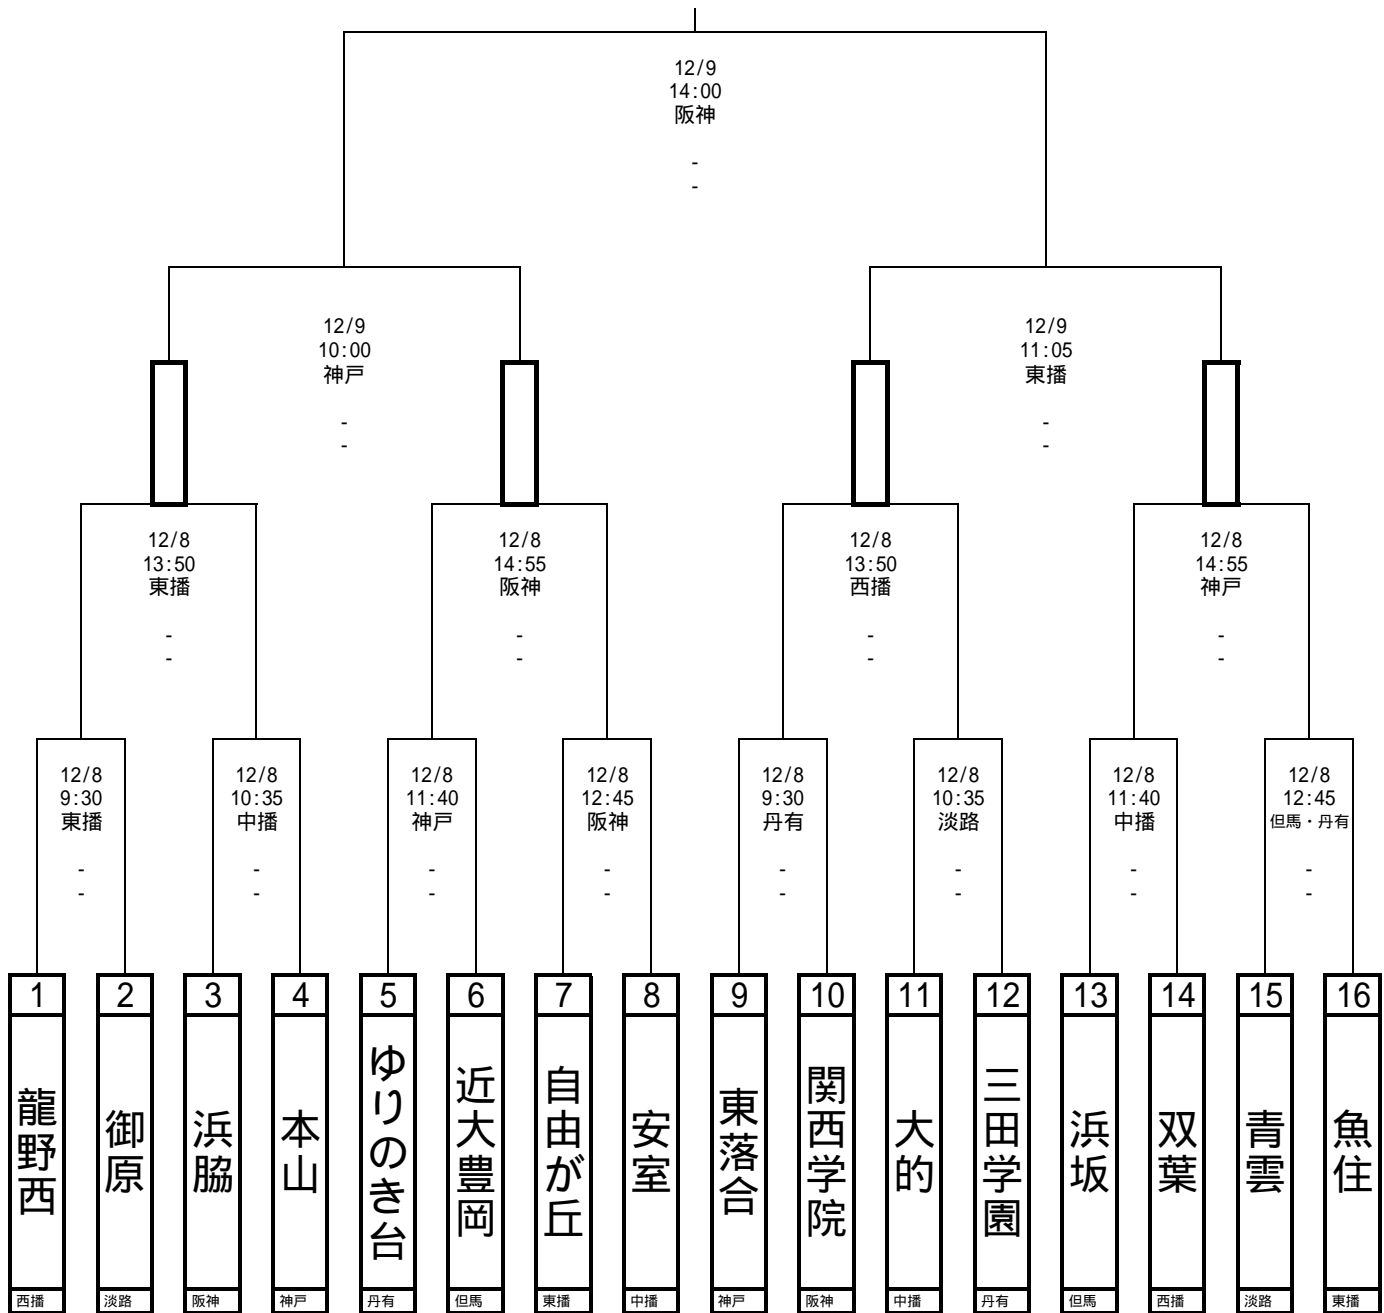 12/9
14:00
阪神
-
-
12/9
10:00
神戸
-
-
12/9
11:05
東播
-
-
12/8
13:50
東播
-
-
12/8
14:55
阪神
-
-
12/8
13:50
西播
-
-
12/8
14:55
神戸
-
-
12/8
9:30
東播
-
-
12/8
10:35
中播
-
-
12/8
11:40
神戸
-
-
12/8
12:45
阪神
-
-
12/8
9:30
丹有
-
-
12/8
10:35
淡路
-
-
12/8
11:40
中播
-
-
12/8
12:45
但馬・丹有
-
-
1
龍野西
西播
2
御原
淡路
3
浜脇
阪神
4
本山
神戸
5
ゆりのき台
丹有
6
近大豊岡
但馬
7
自由が丘
東播
8
安室
中播
9
東落合
神戸
10
関西学院
阪神
11
大的
中播
12
三田学園
丹有
13
浜坂
但馬
14
双葉
西播
15
青雲
淡路
16
魚住
東播